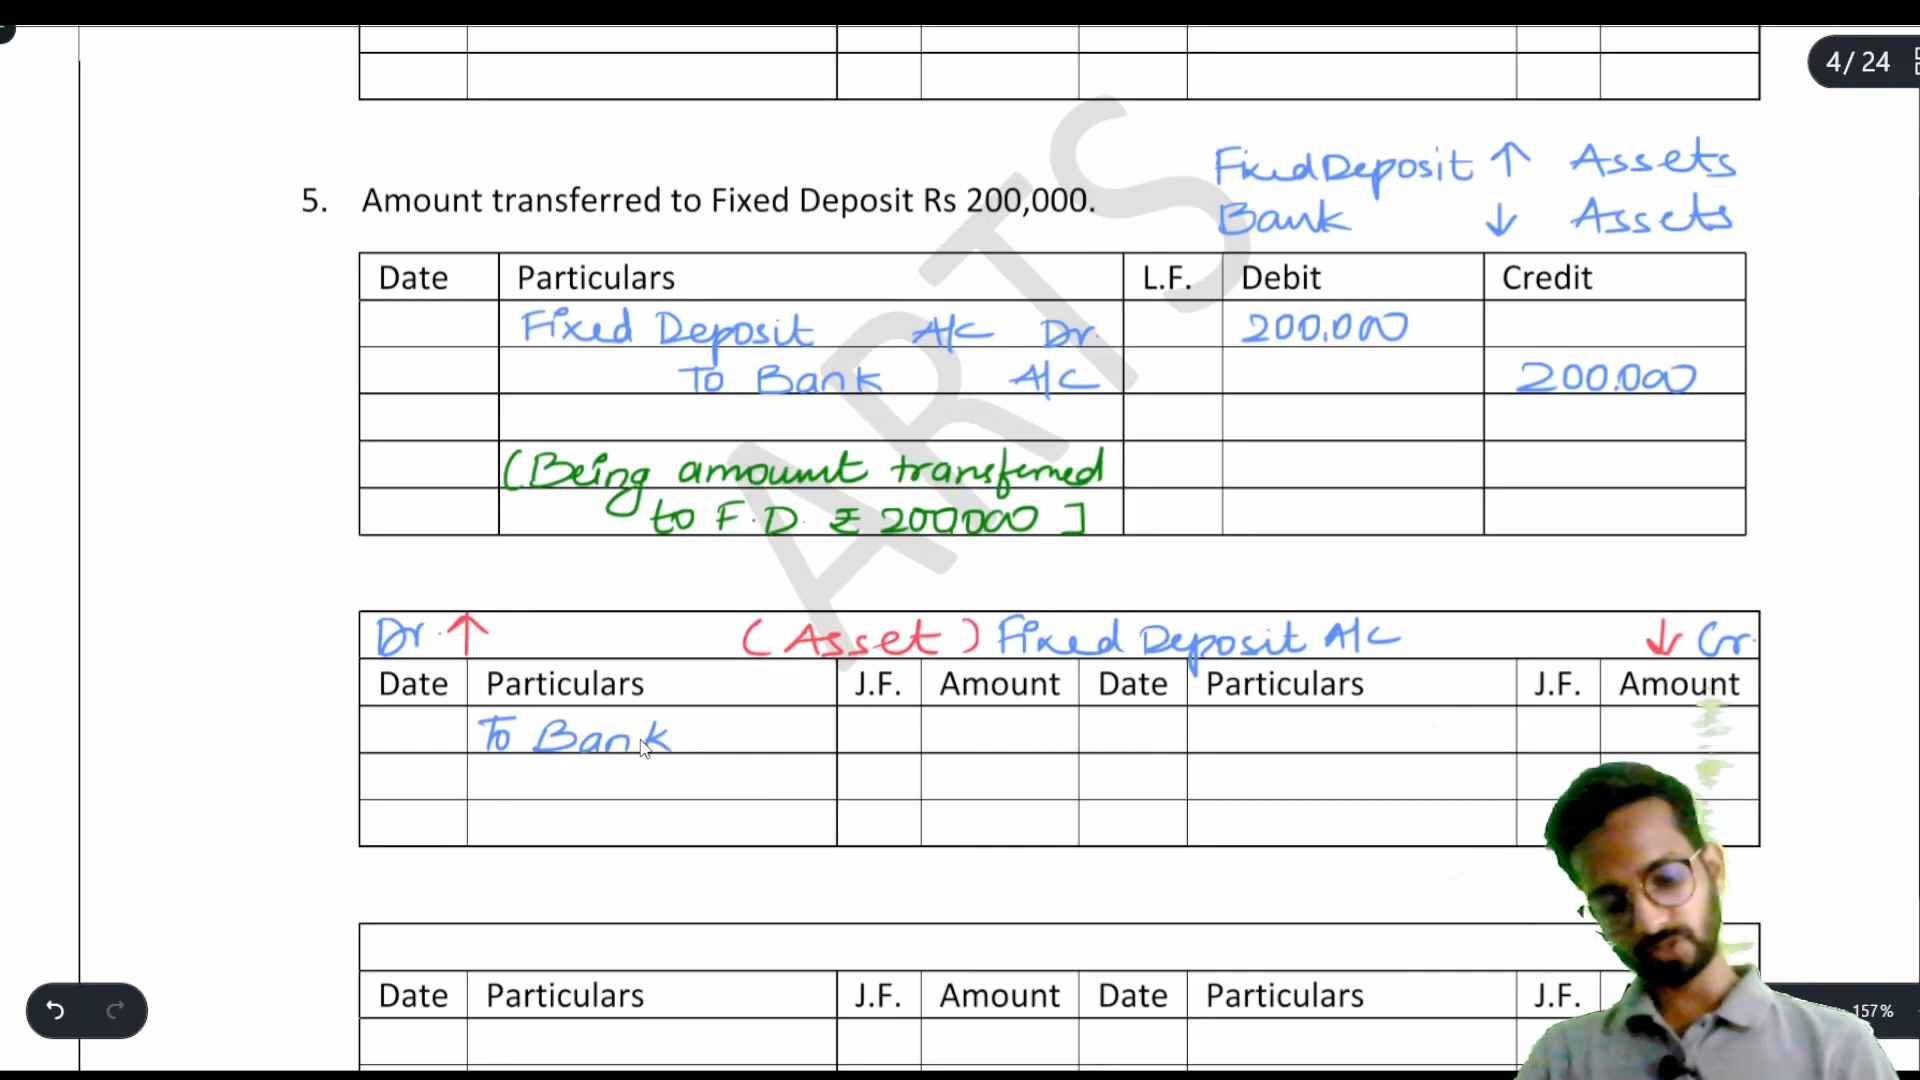 4/ 24
Fixed Deposit ↑ Assets
5. Amount transferred to Fixed Deposit Rs 200,000.
Bank ↓ Assets
Date Particulars L.F. Debit Credit
Fixed Deposit A/C Dr. 200.000
To Bank A/C 200.000
(Being amount transferred
to F.D. ₹ 200000 ]
Dr. ↑ (Asset) Fixed Deposit A/C ↓ Cr.
Date Particulars J.F. Amount Date Particulars J.F. Amount
To Bank
Date Particulars J.F. Amount Date Particulars J.F.
157%
ARTS